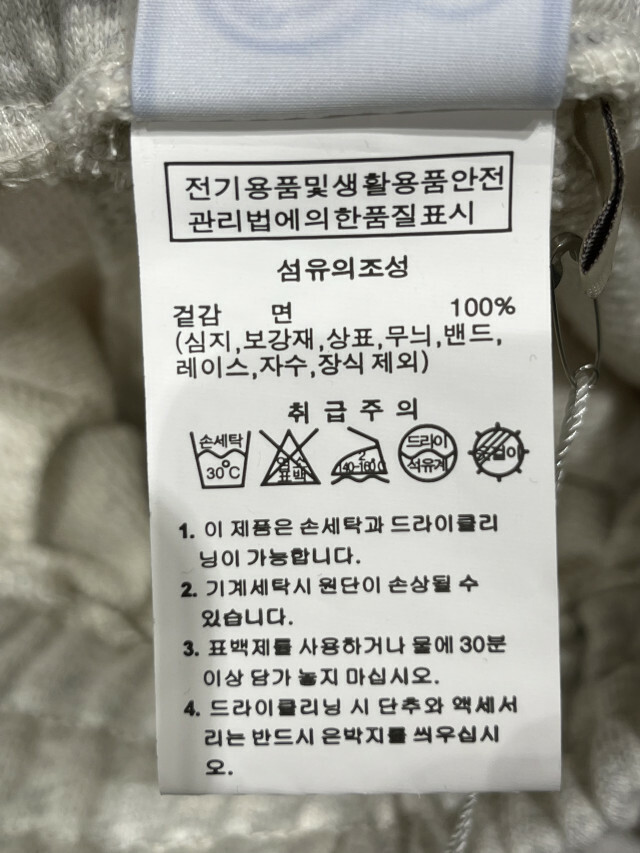 전기용품및생활용품안전
관리법에의한품질표시
섬유의조성
겉감 면 100%
(심지,보강재,상표,무늬,밴드,
레이스,자수,장식 제외)
취 급 주 의
손세탁
30℃
염소
표백
2
140-160℃
드라이
석유계
옷걸이
1. 이 제품은 손세탁과 드라이클리
닝이 가능합니다.
2. 기계세탁시 원단이 손상될 수
있습니다.
3. 표백제를 사용하거나 물에 30분
이상 담가 놓지 마십시오.
4. 드라이클리닝 시 단추와 액세서
리는 반드시 은박지를 씌우십시
오.